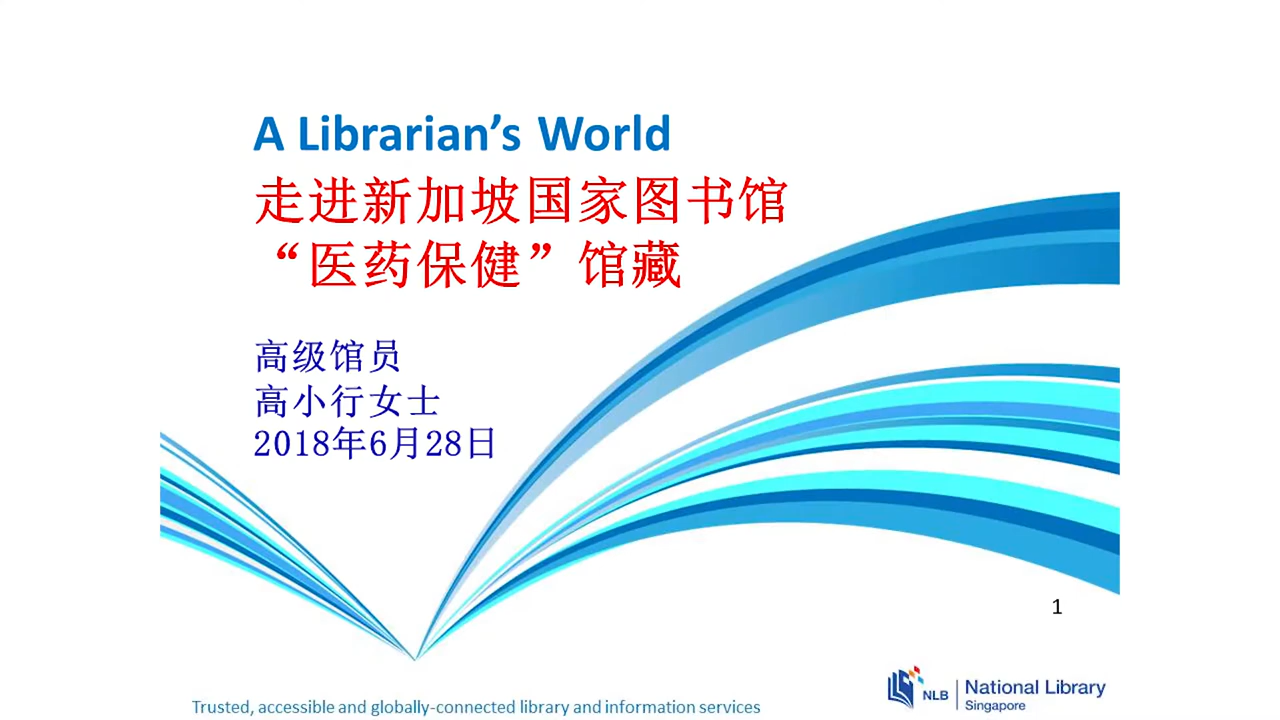 A Librarian’s World
走进新加坡国家图书馆
“医药保健”馆藏
高级馆员
高小行女士
2018年6月28日
1
NLB
National Library
Singapore
Trusted, accessible and globally-connected library and information services